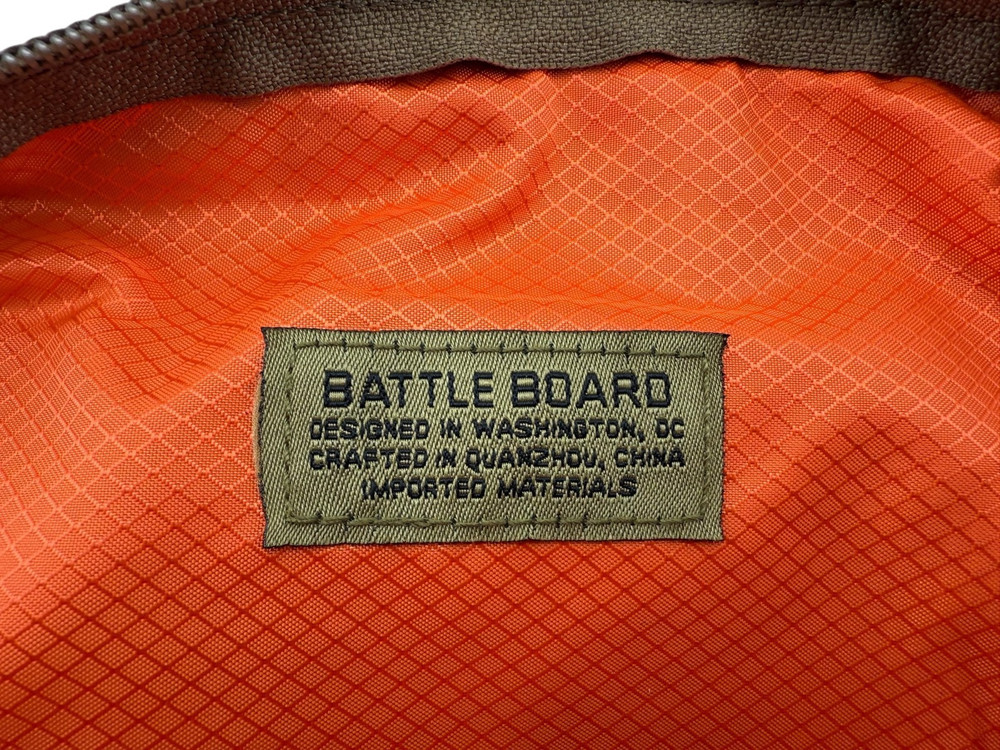 BATTLE BOARD
DESIGNED IN WASHINGTON, DC
CRAFTED IN QUANZHOU, CHINA
IMPORTED MATERIALS